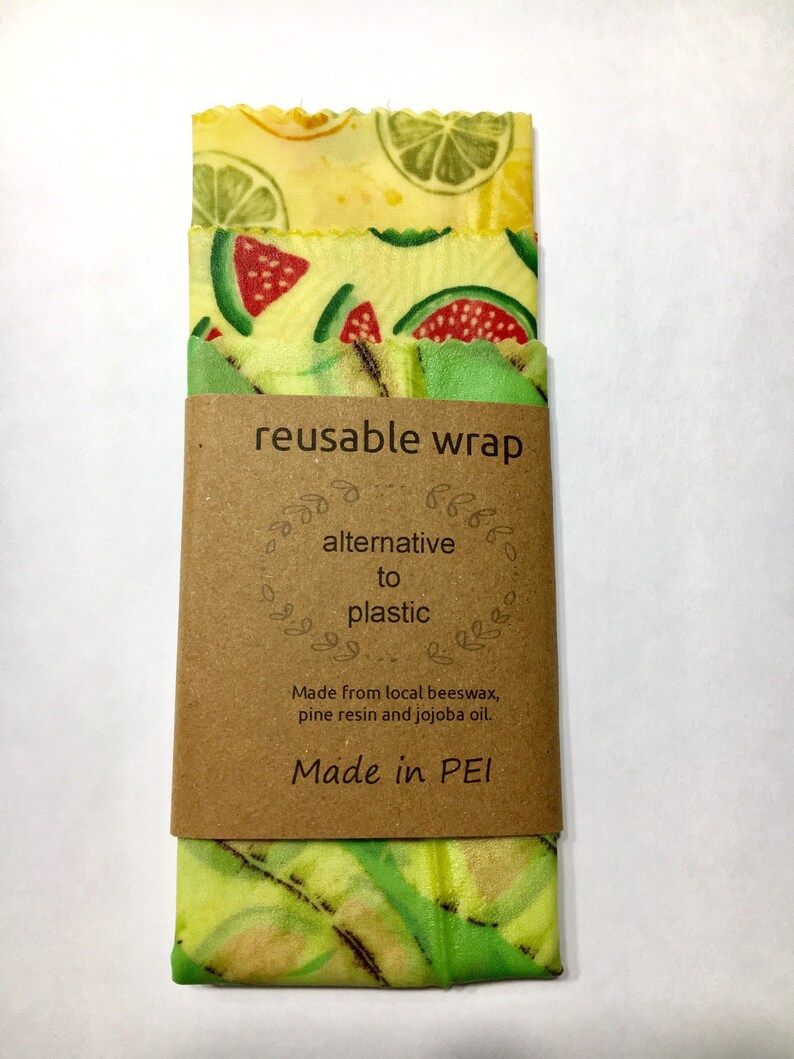 reusable wrap
alternative
to
plastic
Made from local beeswax,
pine resin and jojoba oil.
Made in PEI